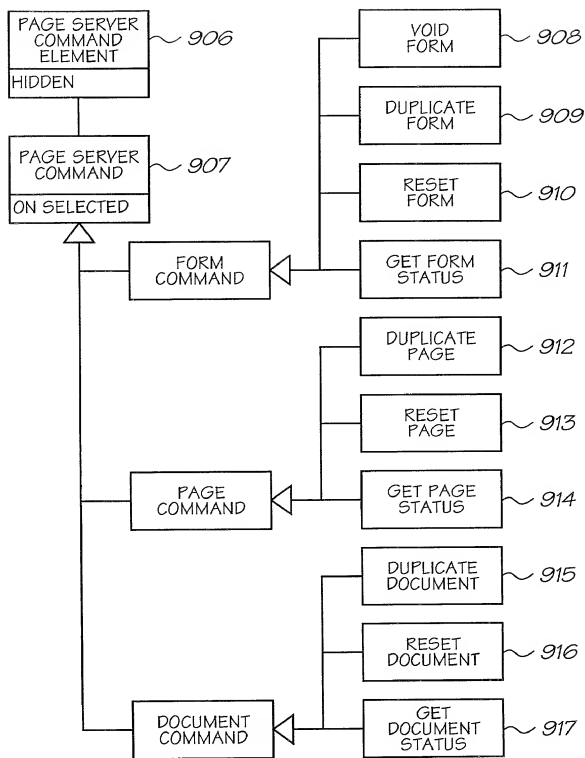 PAGE SERVER
COMMAND
ELEMENT
906
HIDDEN
PAGE SERVER
COMMAND
907
ON SELECTED
FORM
COMMAND
VOID
FORM
908
DUPLICATE
FORM
909
RESET
FORM
910
GET FORM
STATUS
911
PAGE
COMMAND
DUPLICATE
PAGE
912
RESET
PAGE
913
GET PAGE
STATUS
914
DOCUMENT
COMMAND
DUPLICATE
DOCUMENT
915
RESET
DOCUMENT
916
GET
DOCUMENT
STATUS
917